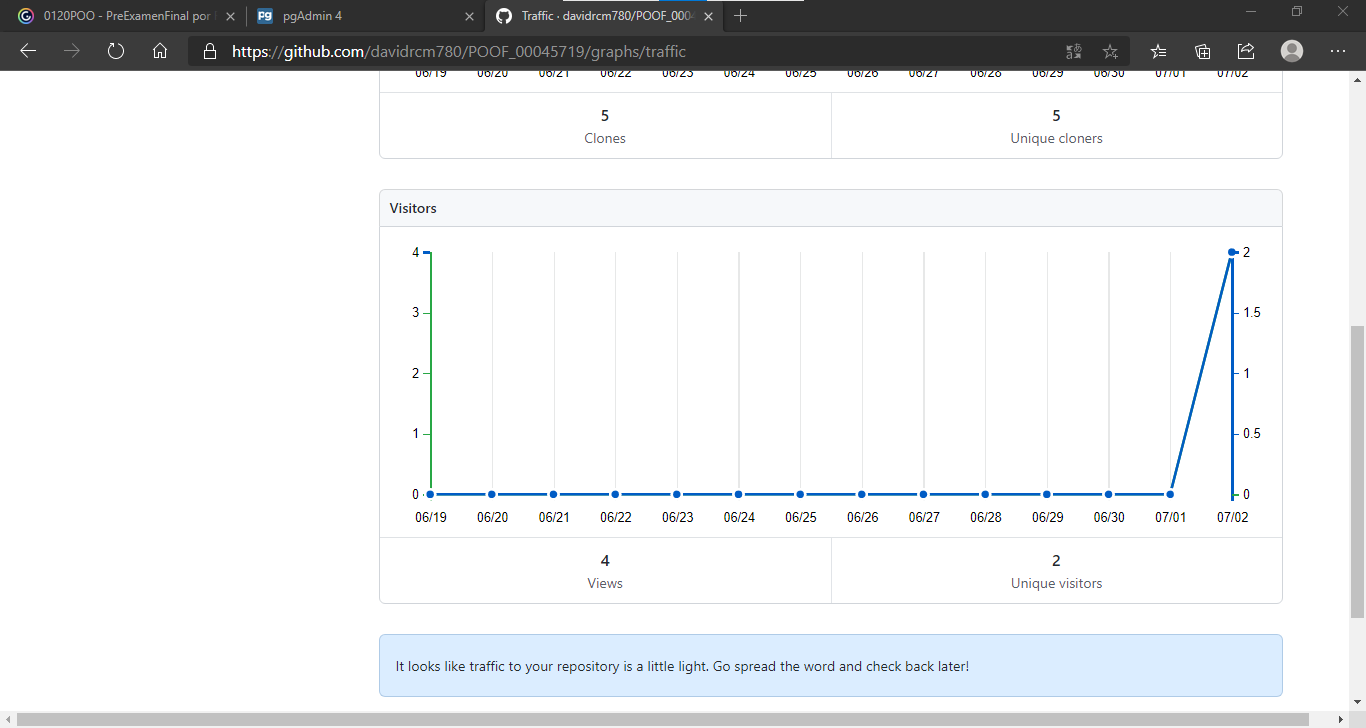 0120POO - PreExamenFinal por
pgAdmin 4
Traffic · davidrcm780/POOF_0004
https://github.com/davidrcm780/POOF_00045719/graphs/traffic
06/19 06/20 06/21 06/22 06/23 06/24 06/25 06/26 06/27 06/28 06/29 06/30 07/01 07/02
5 5
Clones Unique cloners
Visitors
4 2
3 1.5
2 1
1 0.5
0 0
06/19 06/20 06/21 06/22 06/23 06/24 06/25 06/26 06/27 06/28 06/29 06/30 07/01 07/02
4 2
Views Unique visitors
It looks like traffic to your repository is a little light. Go spread the word and check back later!